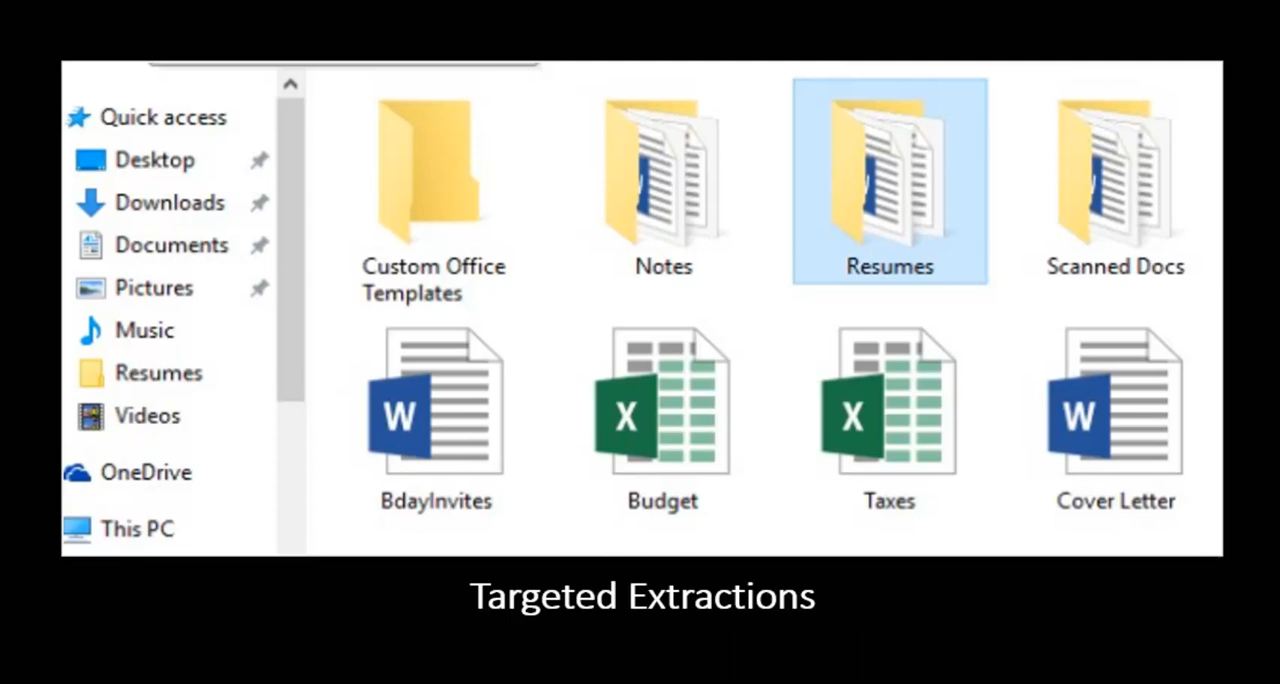 Quick access
Desktop
Downloads
Documents
Pictures
Music
Resumes
Videos
OneDrive
This PC
Custom Office
Templates
Notes
Resumes
Scanned Docs
W
BdayInvites
X
Budget
X
Taxes
W
Cover Letter
Targeted Extractions